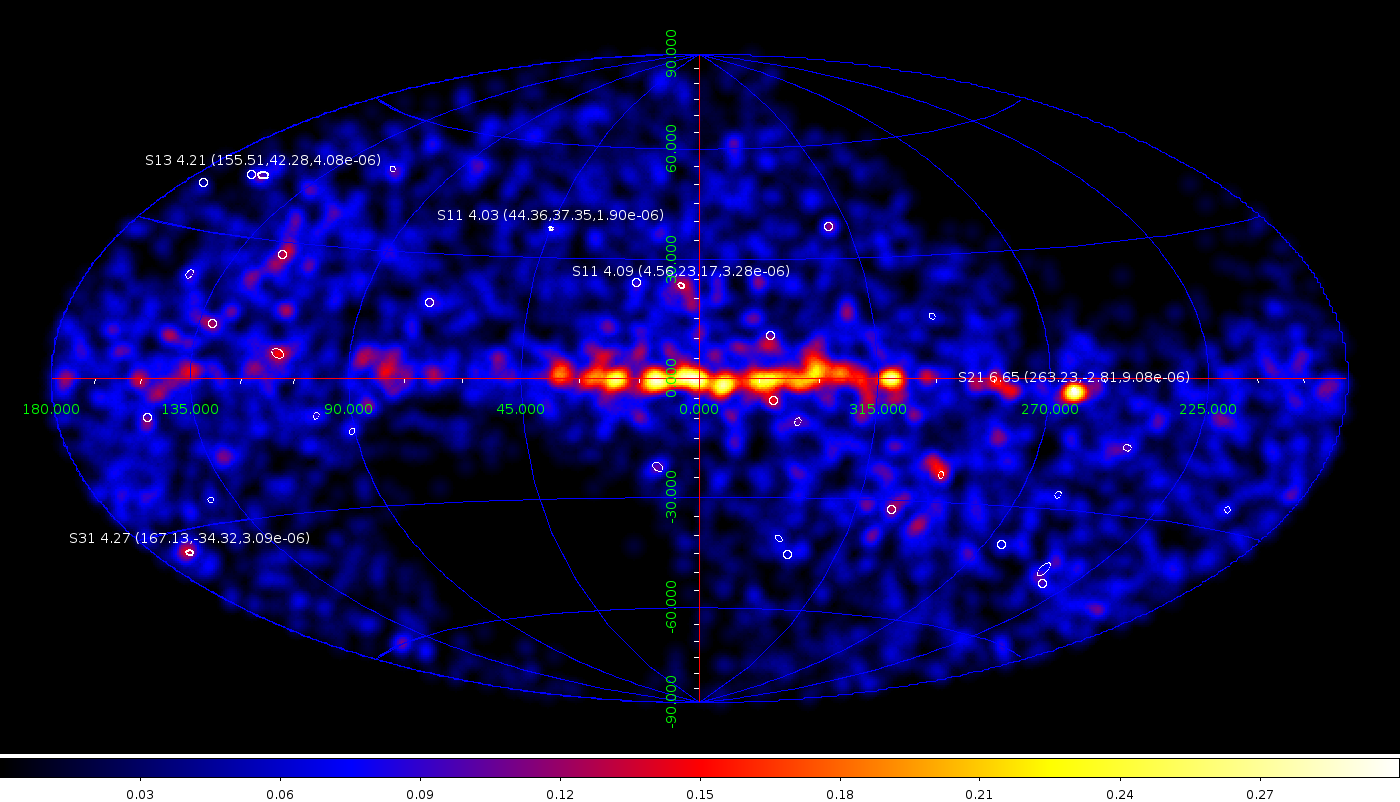 90.000
S13 4.21 (155.51,42.28,4.08e-06)
60.000
S11 4.03 (44.36,37.35,1.90e-06)
S11 4.09 (4.56,23.17,3.28e-06)
0.000
S21 6.65 (263.23,-2.81,9.08e-06)
180.000 135.000 90.000 45.000 0.000 315.000 270.000 225.000
-30.000
S31 4.27 (167.13,-34.32,3.09e-06)
-60.000
-90.000
0.03 0.06 0.09 0.12 0.15 0.18 0.21 0.24 0.27